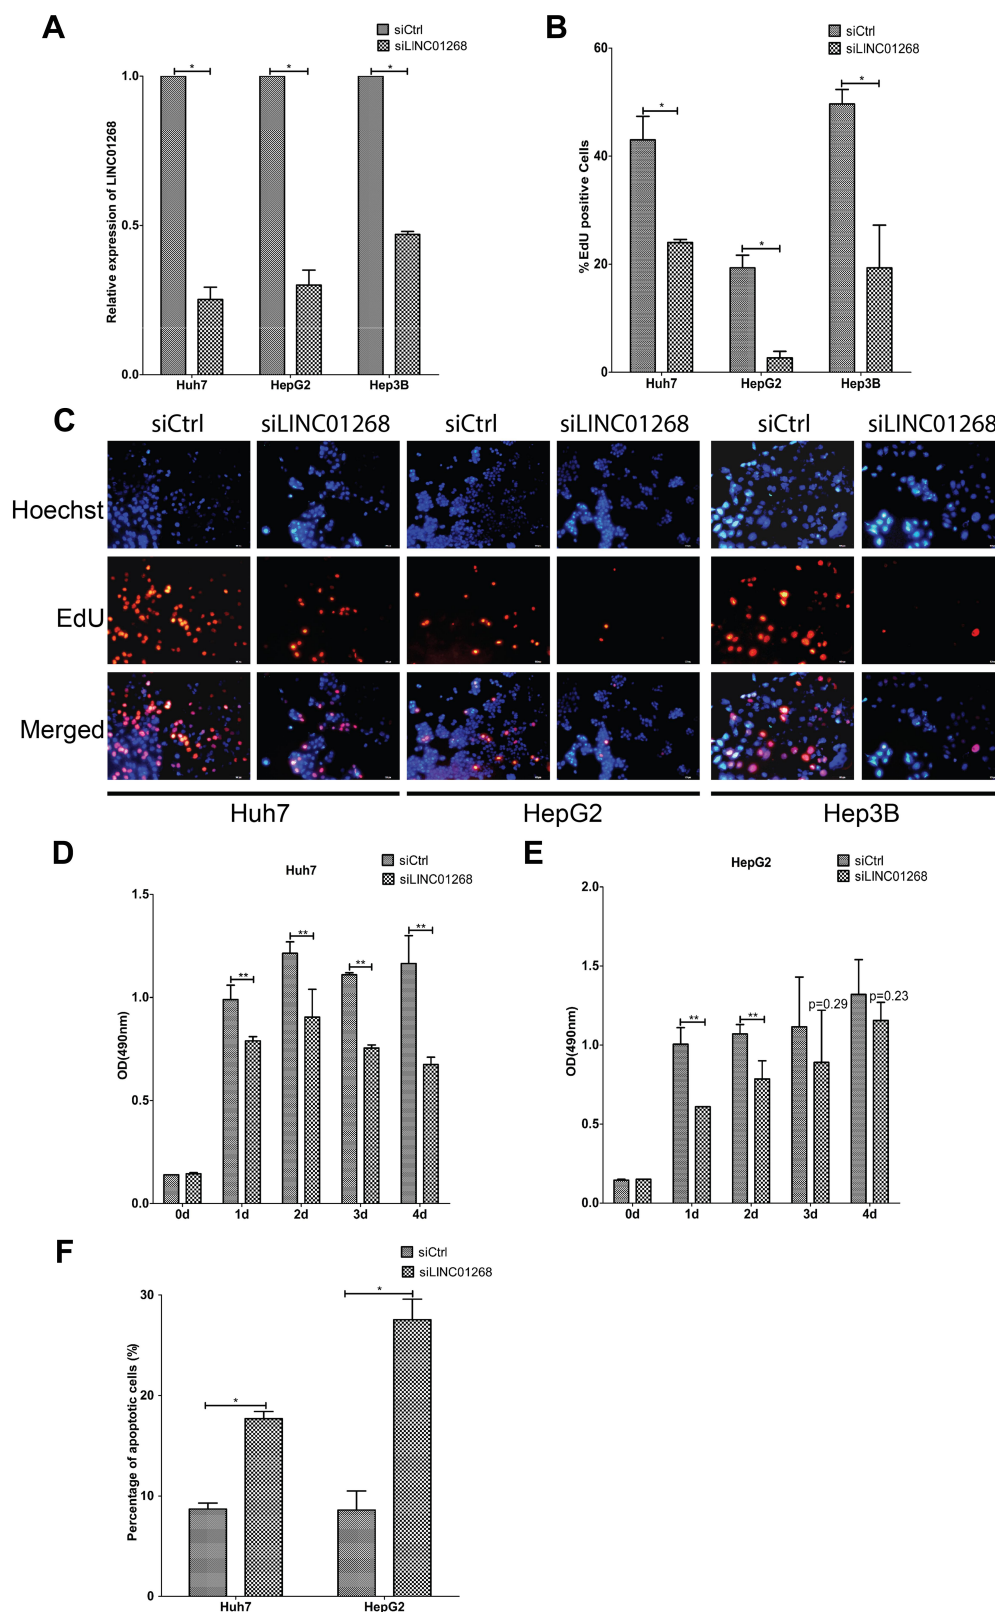 A
siCtrl
siLINC01268
Relative expression of LINC01268
1.0
0.5
0.0
*
*
*
Huh7
HepG2
Hep3B
B
siCtrl
siLINC01268
% EdU positive Cells
60
40
20
0
*
*
*
Huh7
HepG2
Hep3B
C
siCtrl
siLINC01268
siCtrl
siLINC01268
siCtrl
siLINC01268
Hoechst
EdU
Merged
Huh7
HepG2
Hep3B
D
Huh7
siCtrl
siLINC01268
OD(490nm)
1.5
1.0
0.5
0.0
**
**
**
**
0d
1d
2d
3d
4d
E
HepG2
siCtrl
siLINC01268
OD(490nm)
2.0
1.5
1.0
0.5
0.0
**
**
p=0.29
p=0.23
0d
1d
2d
3d
4d
F
siCtrl
siLINC01268
Percentage of apoptotic cells (%)
30
20
10
0
*
*
Huh7
HepG2